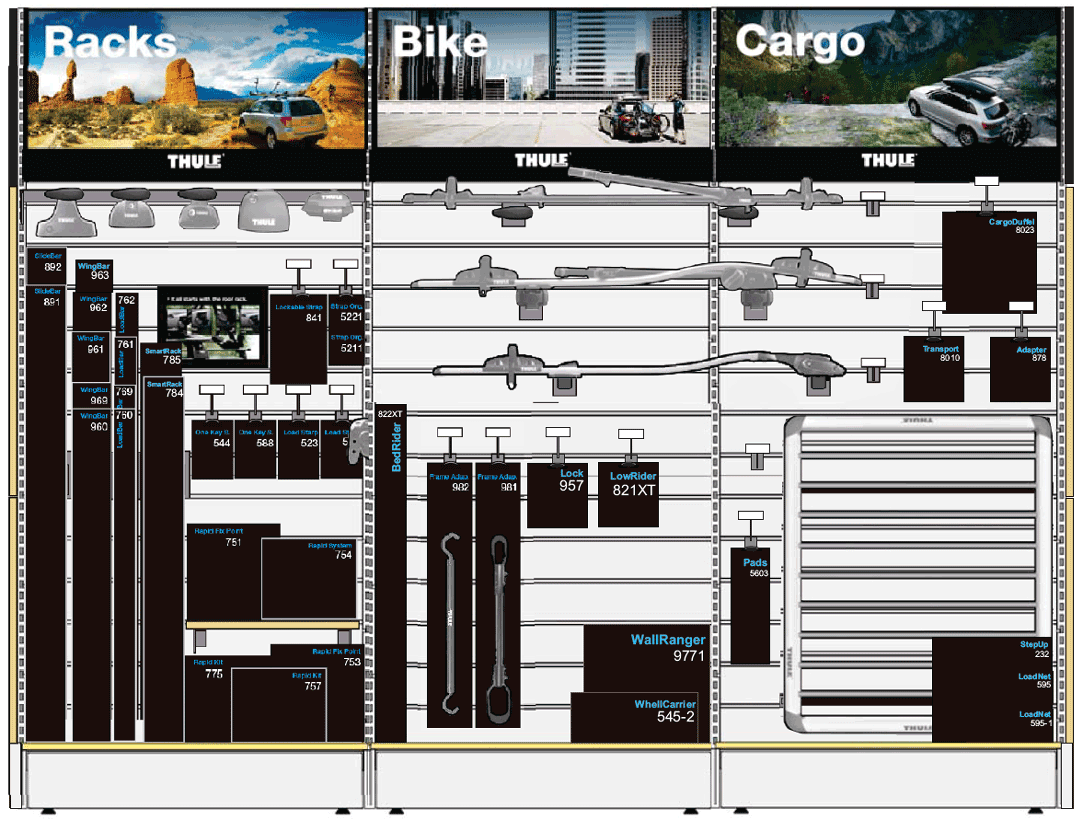 Racks
Bike
Cargo
THULE
THULE
THULE
SlideBar
892
SlideBar
891
WingBar
963
WingBar
962
WingBar
961
WingBar
969
WingBar
960
762
LoadBar
761
LoadBar
769
Bar
760
LoadBar
It all starts with the roof rack.
SmartRack
785
SmartRack
784
Lockable Strap
841
Strap Org.
5221
Strap Org.
5211
One Key S.
544
One Key S.
588
Load Starp
523
Load St
5
Rapid Fix Point
751
Rapid System
754
Rapid Fix Point
753
Rapid Kit
775
Rapid Kit
757
822XT
BedRider
Frame Adap.
982
Frame Adap.
981
Lock
957
LowRider
821XT
THULE
WallRanger
9771
WhellCarrier
545-2
CargoDuffel
8023
Transport
8010
Adapter
878
Pads
5603
THULE
THULE
THULE
StepUp
232
LoadNet
595
LoadNet
595-1